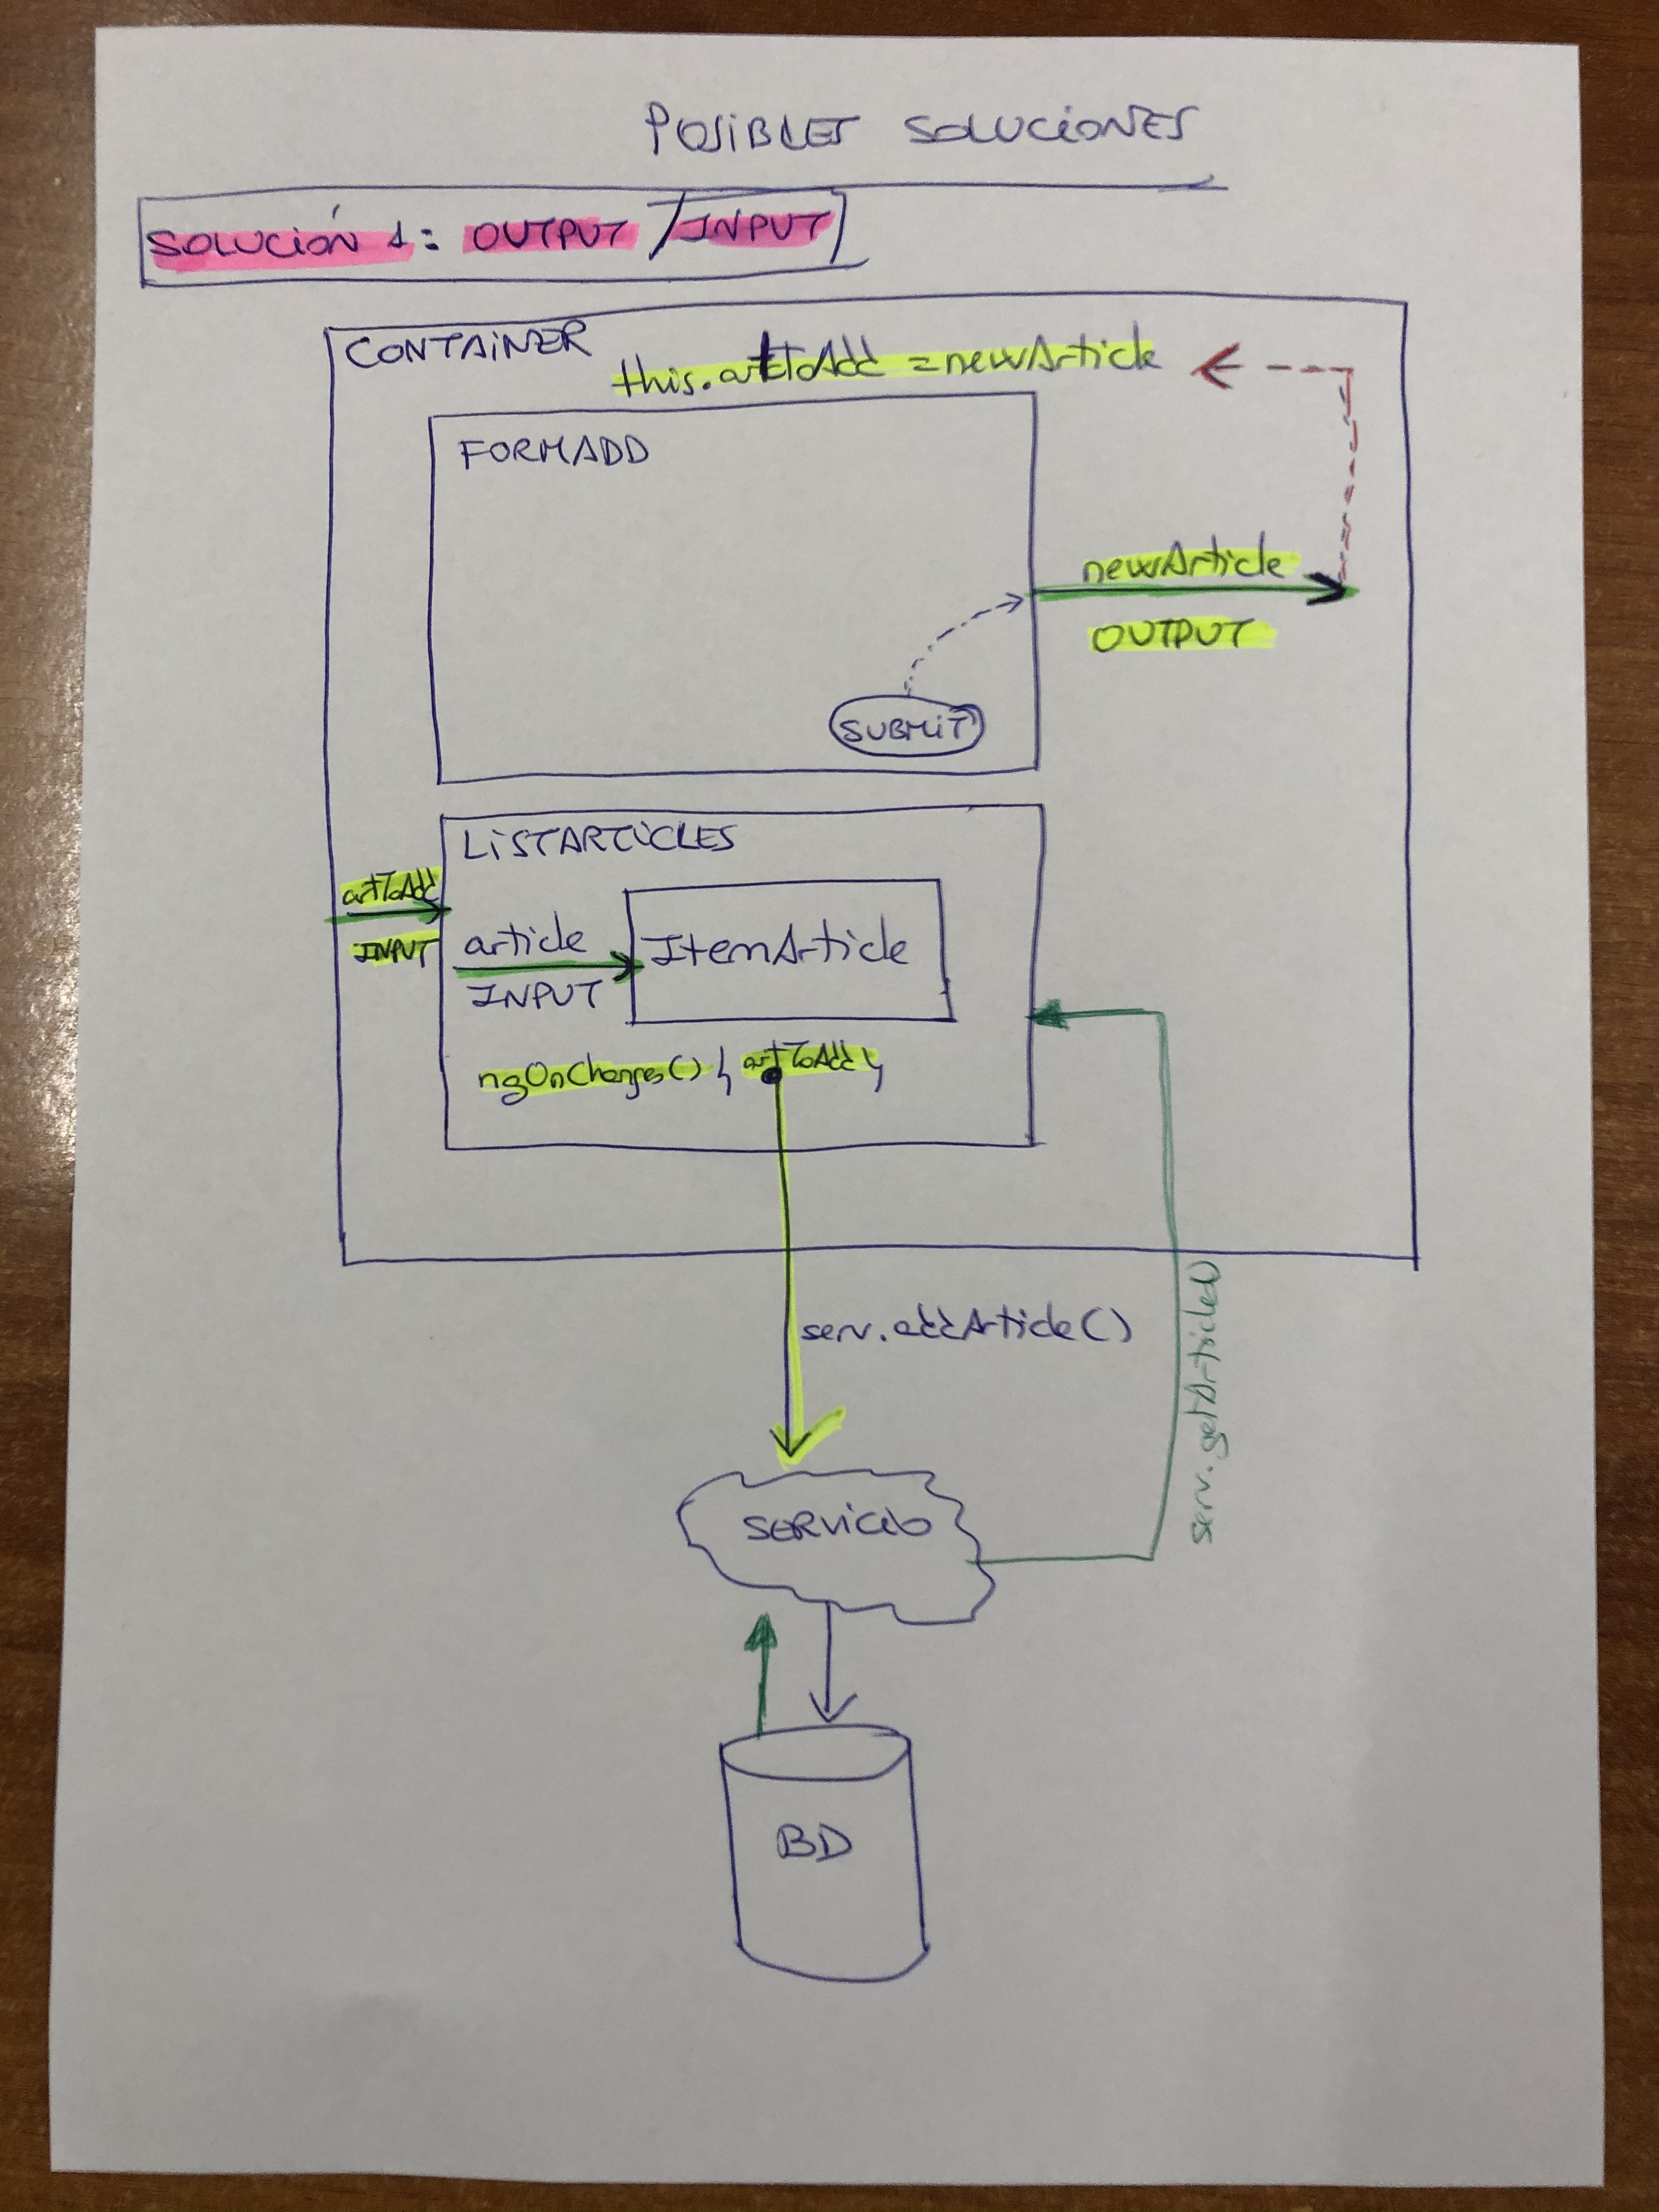 POSIBLES SOLUCIONES
SOLUCIÓN 1: OUTPUT / INPUT
CONTAINER
this.artToAdd = newArticle
FORMADD
newArticle
OUTPUT
SUBMIT
LISTARTICLES
artToAdd
INPUT
article
INPUT
ItemArticle
ngOnChanges() { artToAdd }
serv.addArticle()
serv.getArticles()
SERVICIO
BD